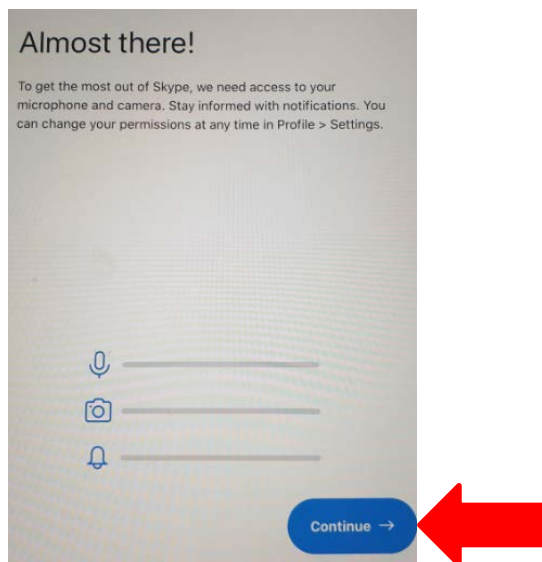 Almost there!
To get the most out of Skype, we need access to your
microphone and camera. Stay informed with notifications. You
can change your permissions at any time in Profile > Settings.
Continue →